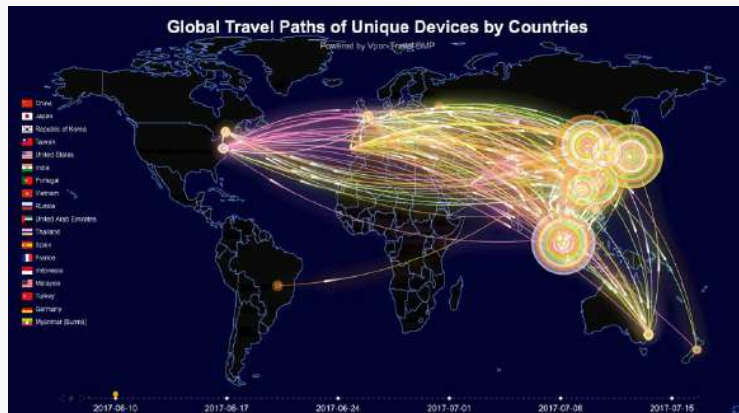 Global Travel Paths of Unique Devices by Countries
Powered by Vpon Travel DMP
China
Japan
Republic of Korea
Taiwan
United States
India
Portugal
Vietnam
Russia
United Arab Emirates
Thailand
Spain
France
Indonesia
Malaysia
Turkey
Germany
Myanmar (Burma)
2017-06-10
2017-06-17
2017-06-24
2017-07-01
2017-07-08
2017-07-15